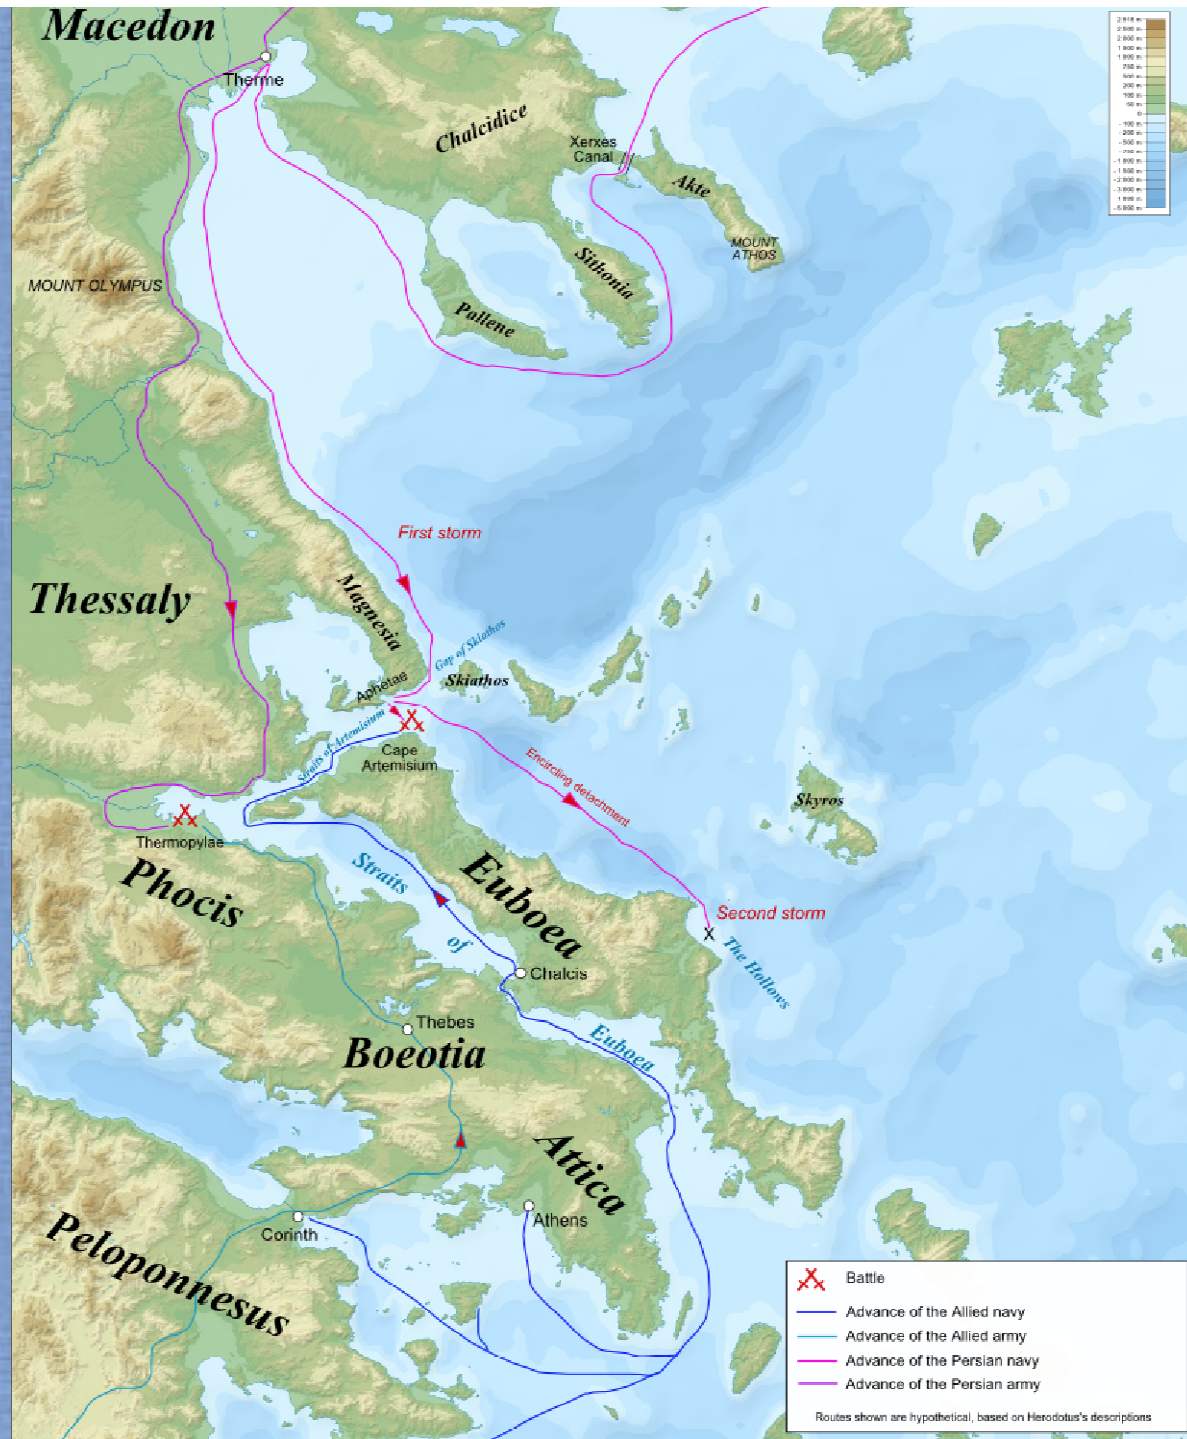 Macedon
Therme
Chalcidice
Xerxes
Canal
Akte
MOUNT
ATHOS
Sithonia
Pallene
MOUNT OLYMPUS
First storm
Thessaly
Magnesia
Gap of Skiathos
Skiathos
Aphetae
Straits of Artemisium
Cape
Artemisium
Encircling detachment
Skyros
Thermopylae
Phocis
Straits
of
Euboea
Euboea
Second storm
The Hollows
Chalcis
Thebes
Boeotia
Attica
Athens
Corinth
Peloponnesus
Battle
Advance of the Allied navy
Advance of the Allied army
Advance of the Persian navy
Advance of the Persian army
Routes shown are hypothetical, based on Herodotus's descriptions